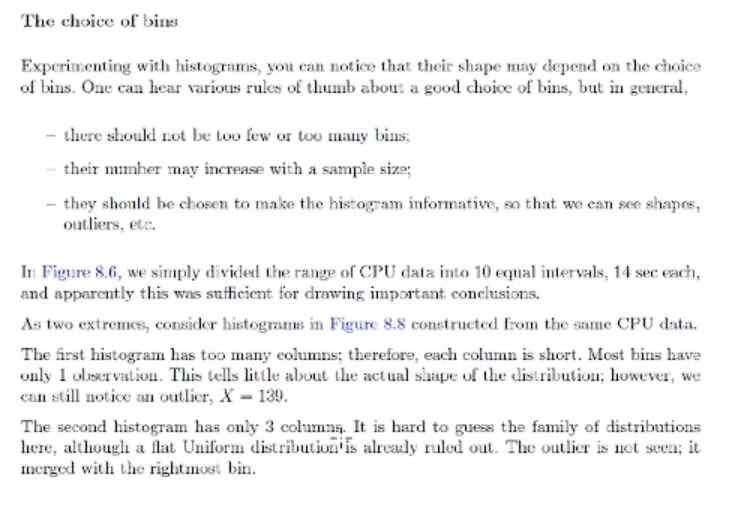 The choice of bins
Experimenting with histograms, you can notice that their shape may depend on the choice
of bins. One can hear various rules of thumb about a good choice of bins, but in general,
– there should not be too few or too many bins;
– their number may increase with a sample size;
– they should be chosen to make the histogram informative, so that we can see shapes,
outliers, etc.
In Figure 8.6, we simply divided the range of CPU data into 10 equal intervals, 14 sec each,
and apparently this was sufficient for drawing important conclusions.
As two extremes, consider histograms in Figure 8.8 constructed from the same CPU data.
The first histogram has too many columns; therefore, each column is short. Most bins have
only 1 observation. This tells little about the actual shape of the distribution; however, we
can still notice an outlier, X = 139.
The second histogram has only 3 columns. It is hard to guess the family of distributions
here, although a flat Uniform distribution is already ruled out. The outlier is not seen; it
merged with the rightmost bin.